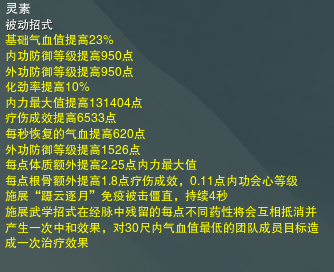 灵素
被动招式
基础气血值提高23%
内功防御等级提高950点
外功防御等级提高950点
化劲率提高10%
内力最大值提高131404点
疗伤成效提高6533点
每秒恢复的气血提高620点
外功防御等级提高1526点
每点体质额外提高2.25点内力最大值
每点根骨额外提高1.8点疗伤成效，0.11点内功会心等级
施展“蹑云逐月”免疫被击僵直，持续4秒
施展武学招式在经脉中残留的每点不同药性将会互相抵消并
产生一次中和效果，对30尺内气血值最低的团队成员目标造
成一次治疗效果